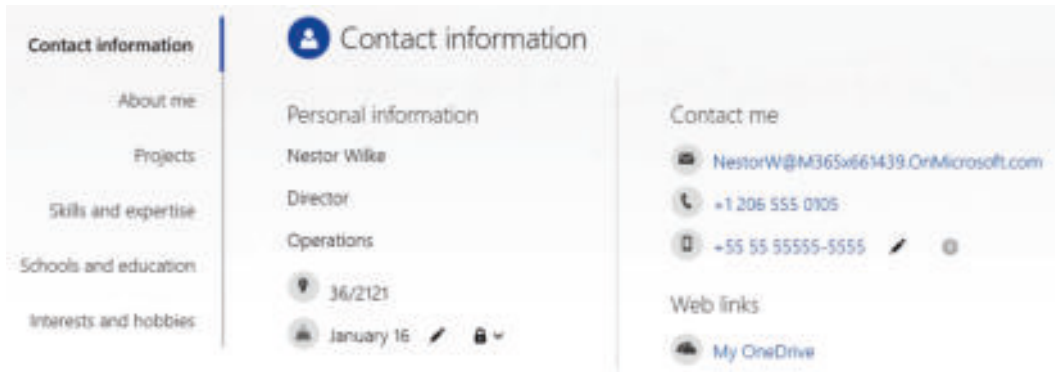 Contact information
About me
Projects
Skills and expertise
Schools and education
Interests and hobbies
Contact information
Personal information
Nestor Wilke
Director
Operations
36/2121
January 16
Contact me
NestorW@M365x661439.OnMicrosoft.com
+1 206 555 0105
+55 55 55555-5555
Web links
My OneDrive